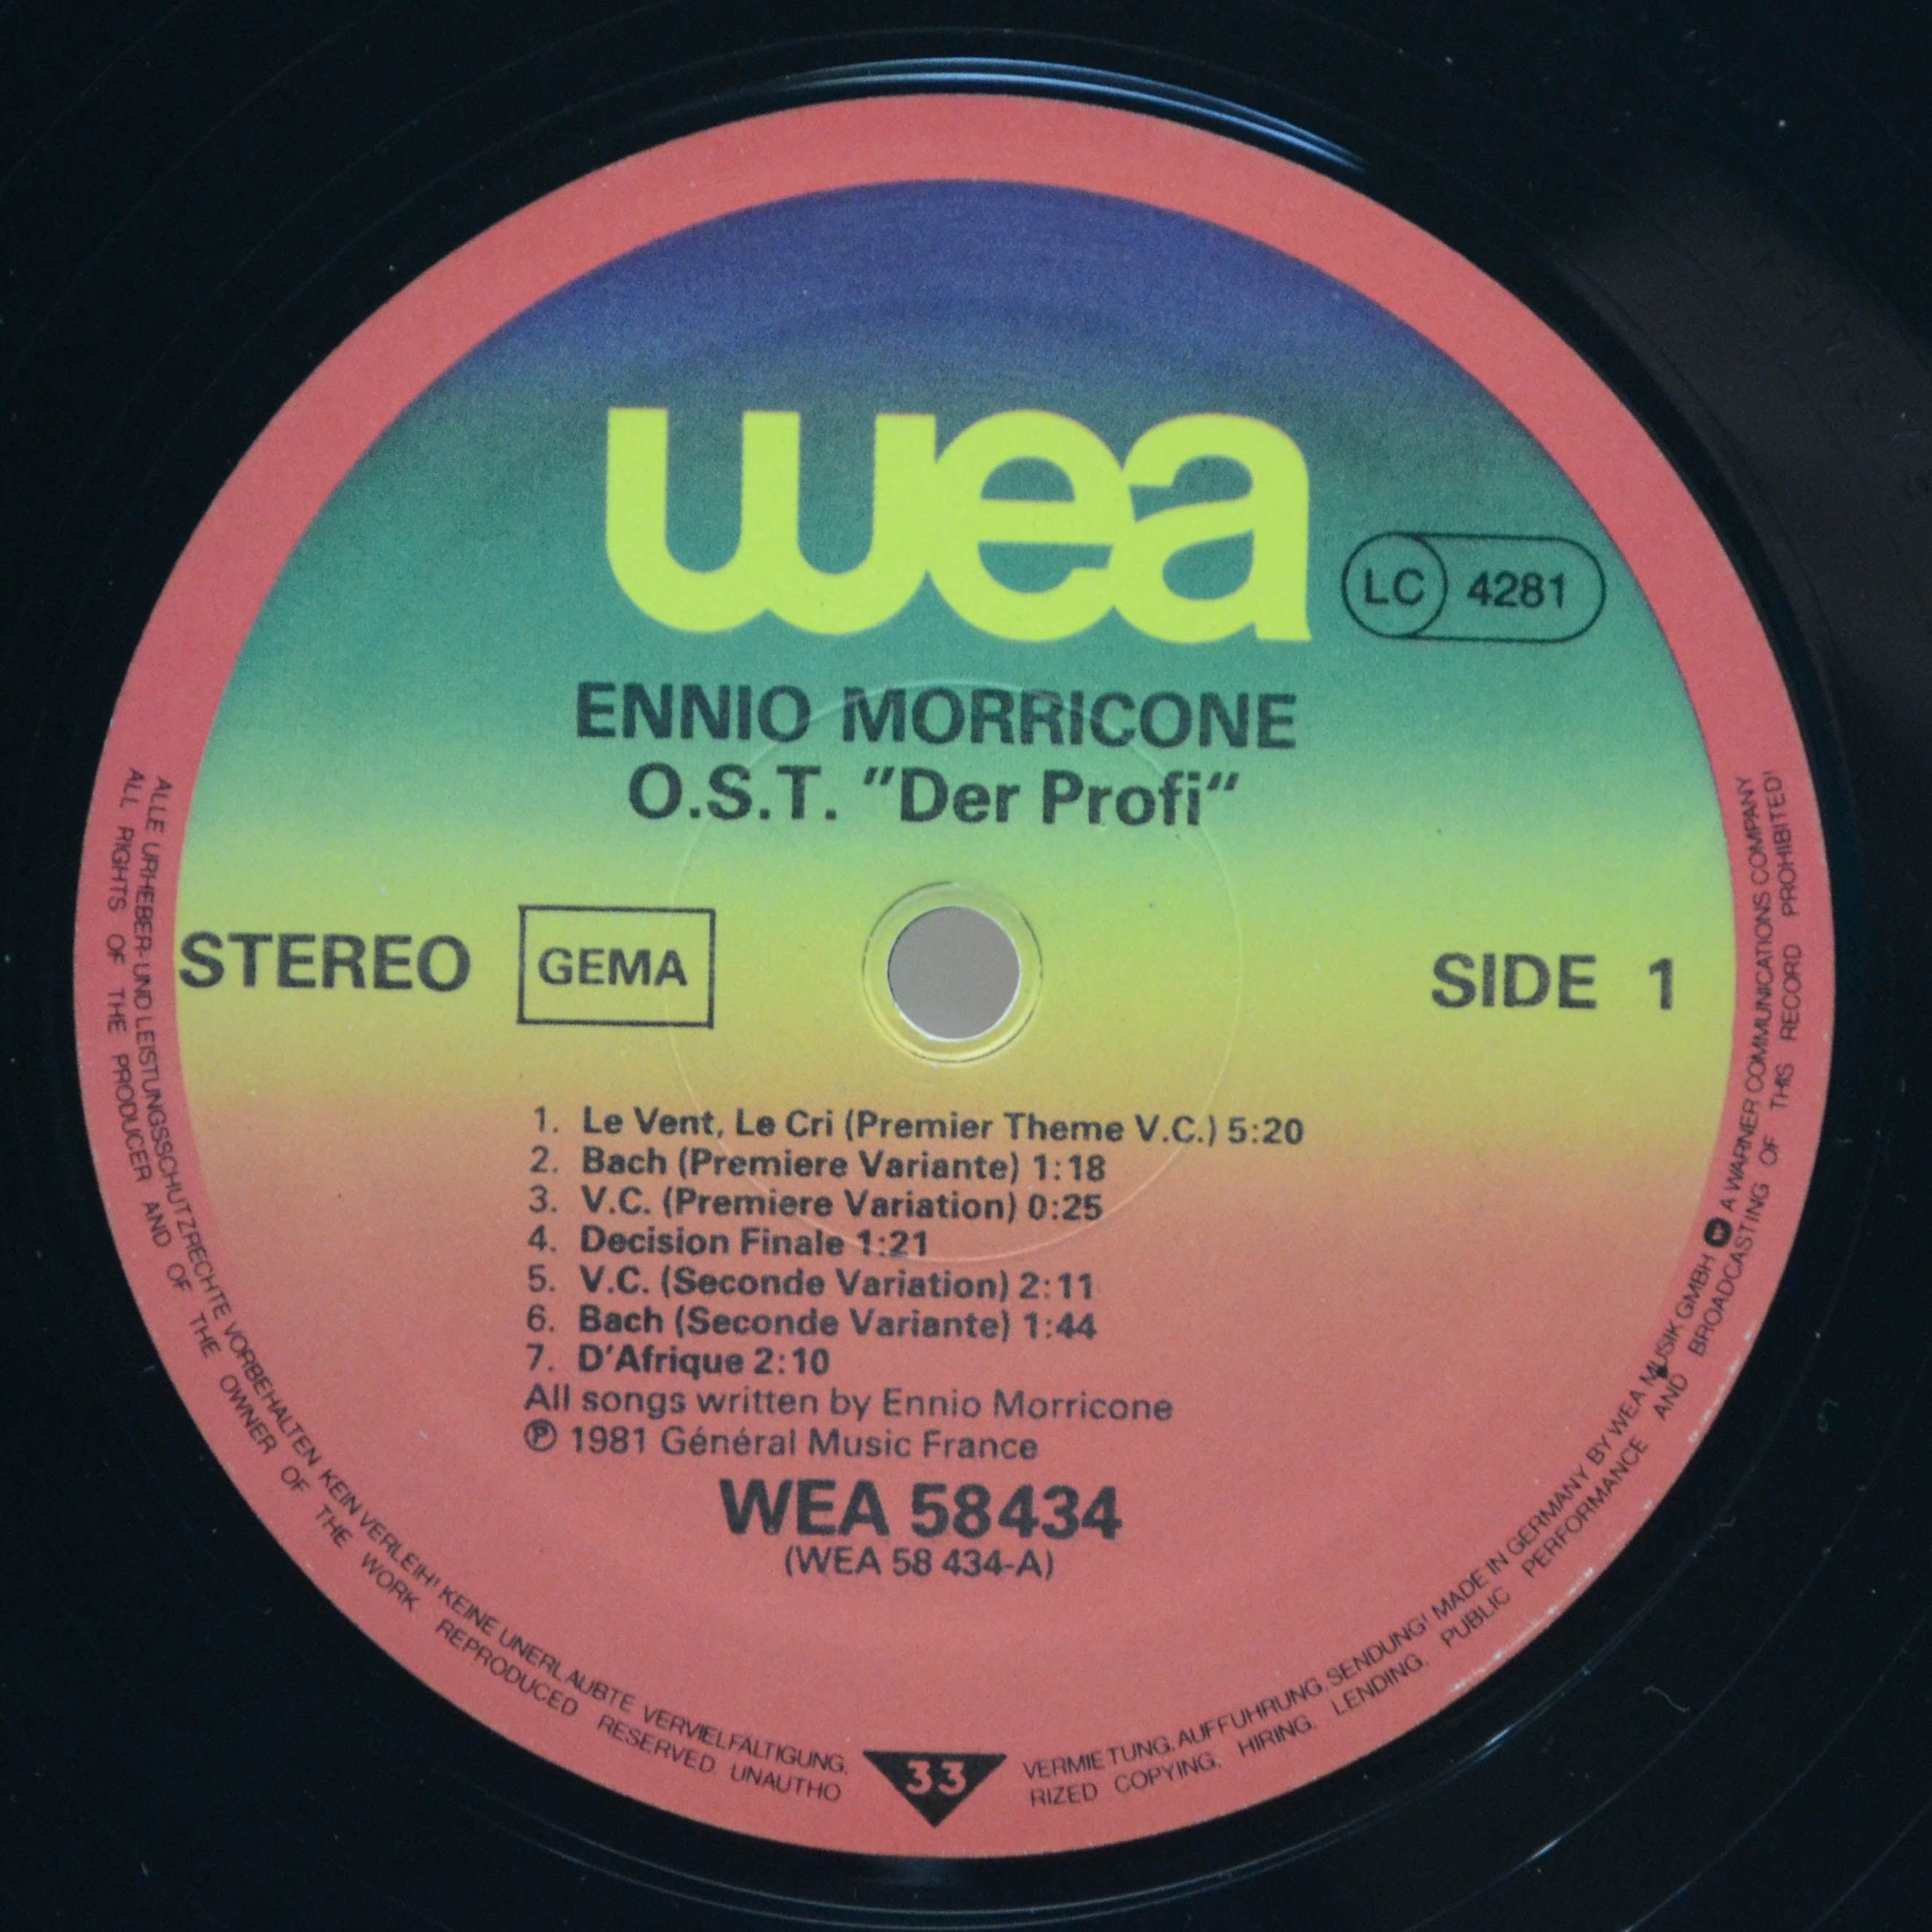 wea
LC 4281
ENNIO MORRICONE
O.S.T. "Der Profi"
STEREO GEMA SIDE 1
1. Le Vent, Le Cri (Premier Theme V.C.) 5:20
2. Bach (Premiere Variante) 1:18
3. V.C. (Premiere Variation) 0:25
4. Decision Finale 1:21
5. V.C. (Seconde Variation) 2:11
6. Bach (Seconde Variante) 1:44
7. D'Afrique 2:10
All songs written by Ennio Morricone
℗ 1981 Général Music France
WEA 58434
(WEA 58 434-A)
ALLE URHEBER- UND LEISTUNGSSCHUTZRECHTE VORBEHALTEN KEIN VERLEIH! KEINE UNERLAUBTE VERVIELFÄLTIGUNG, VERMIETUNG, AUFFÜHRUNG, SENDUNG! MADE IN GERMANY BY WEA MUSIK GMBH A WARNER COMMUNICATIONS COMPANY
ALL RIGHTS OF THE PRODUCER AND OF THE OWNER OF THE WORK REPRODUCED RESERVED. UNAUTHORIZED COPYING, HIRING, LENDING, PUBLIC PERFORMANCE AND BROADCASTING OF THIS RECORD PROHIBITED!
33